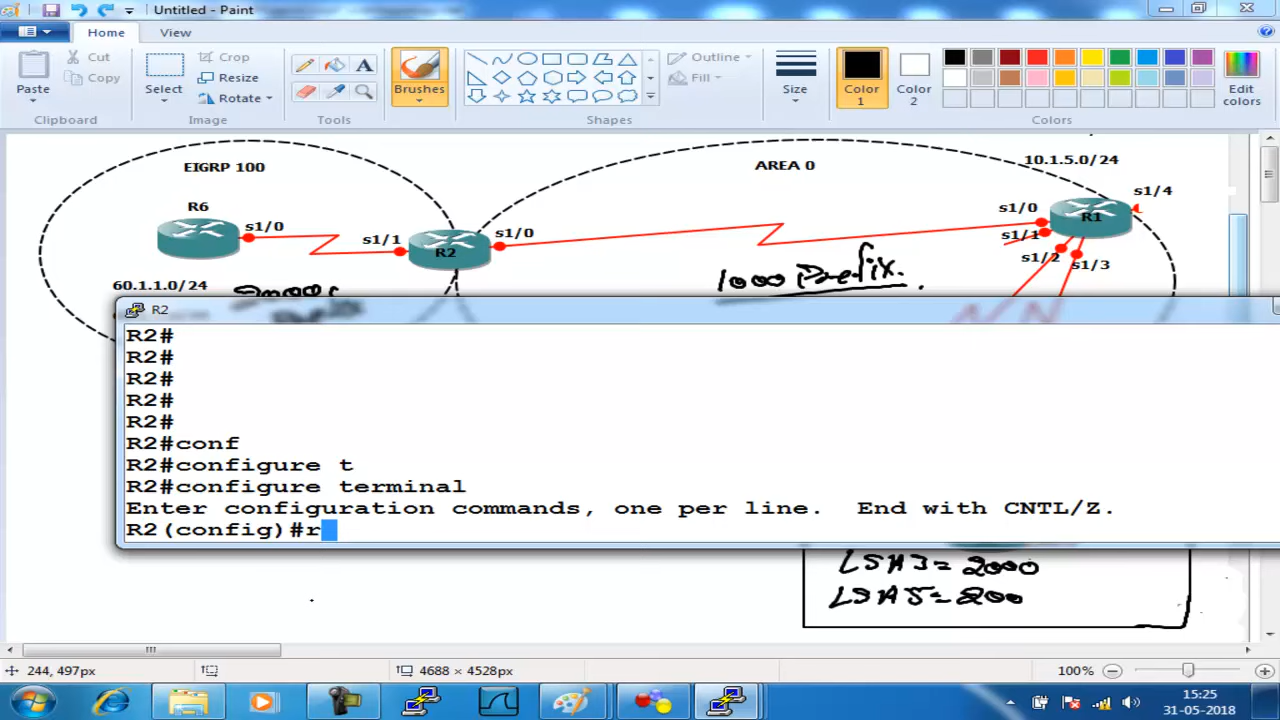 Untitled - Paint
Home
View
Paste
Cut
Copy
Clipboard
Select
Crop
Resize
Rotate
Image
A
Tools
Brushes
Shapes
Outline
Fill
Size
Color 1
Color 2
Edit colors
Colors
EIGRP 100
AREA 0
10.1.5.0/24
R6
s1/0
s1/1
R2
s1/0
s1/0
R1
s1/4
s1/1
s1/2
s1/3
60.1.1.0/24
1000 Prefix.
R2
R2#
R2#
R2#
R2#
R2#
R2#conf
R2#configure t
R2#configure terminal
Enter configuration commands, one per line.  End with CNTL/Z.
R2(config)#r
LSA3=2000
LSA5=200
244, 497px
4688 × 4528px
100%
15:25
31-05-2018